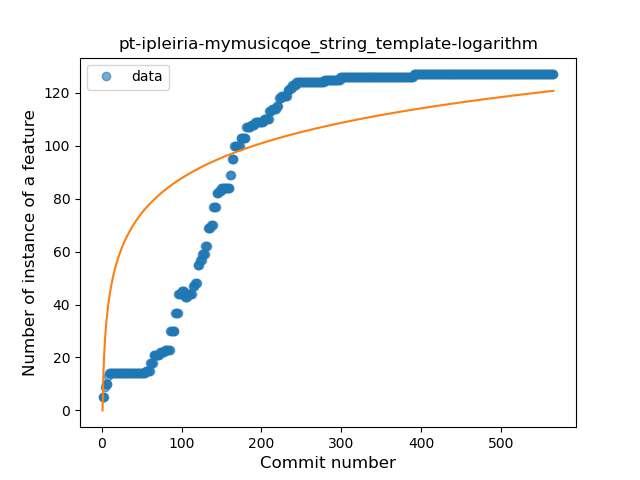 pt-ipleiria-mymusicqoe_string_template-logarithm
data
Number of instance of a feature
120
100
80
60
40
20
0
0 100 200 300 400 500
Commit number